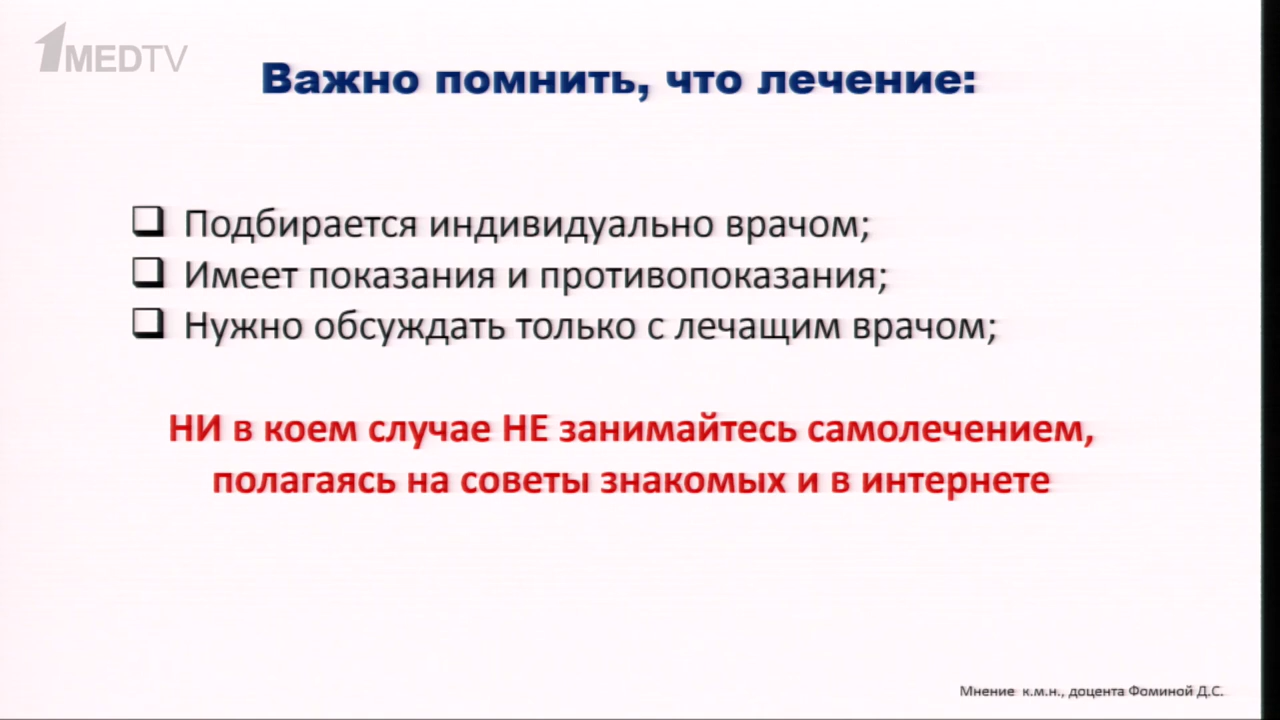 1MEDTV
Важно помнить, что лечение:
Подбирается индивидуально врачом;
Имеет показания и противопоказания;
Нужно обсуждать только с лечащим врачом;
НИ в коем случае НЕ занимайтесь самолечением,
полагаясь на советы знакомых и в интернете
Мнение к.м.н., доцента Фоминой Д.С.